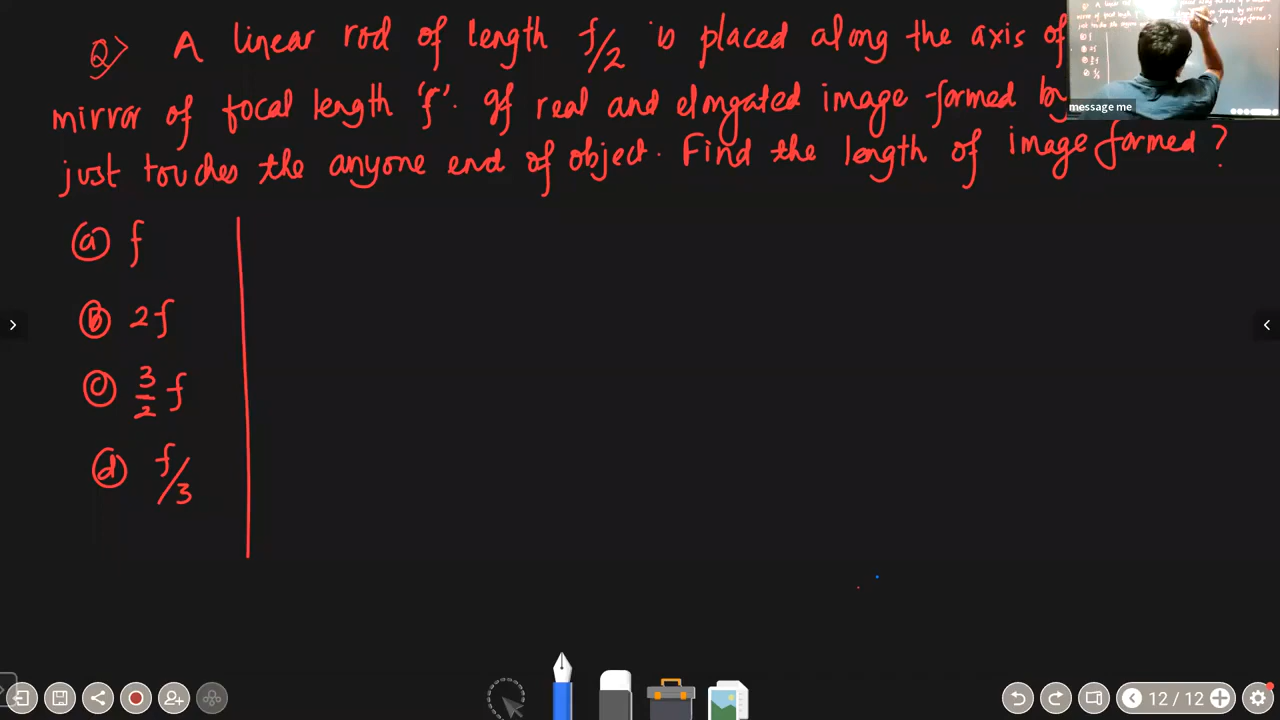 Q> A linear rod of length f/2 is placed along the axis of
mirror of focal length 'f'. If real and elongated image formed by
just touches the anyone end of object. Find the length of image formed?
message me
(a) f
(b) 2f
(c) 3/2 f
(d) f/3
12 / 12